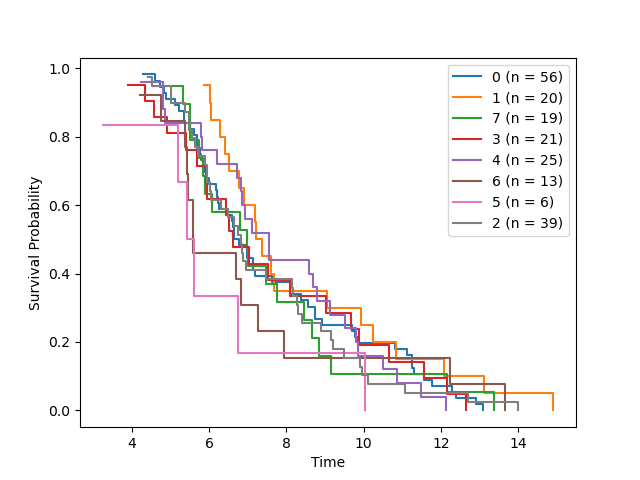 1.0
0.8
0.6
0.4
0.2
0.0
Survival Probability
4
6
8
10
12
14
Time
0 (n = 56)
1 (n = 20)
7 (n = 19)
3 (n = 21)
4 (n = 25)
6 (n = 13)
5 (n = 6)
2 (n = 39)